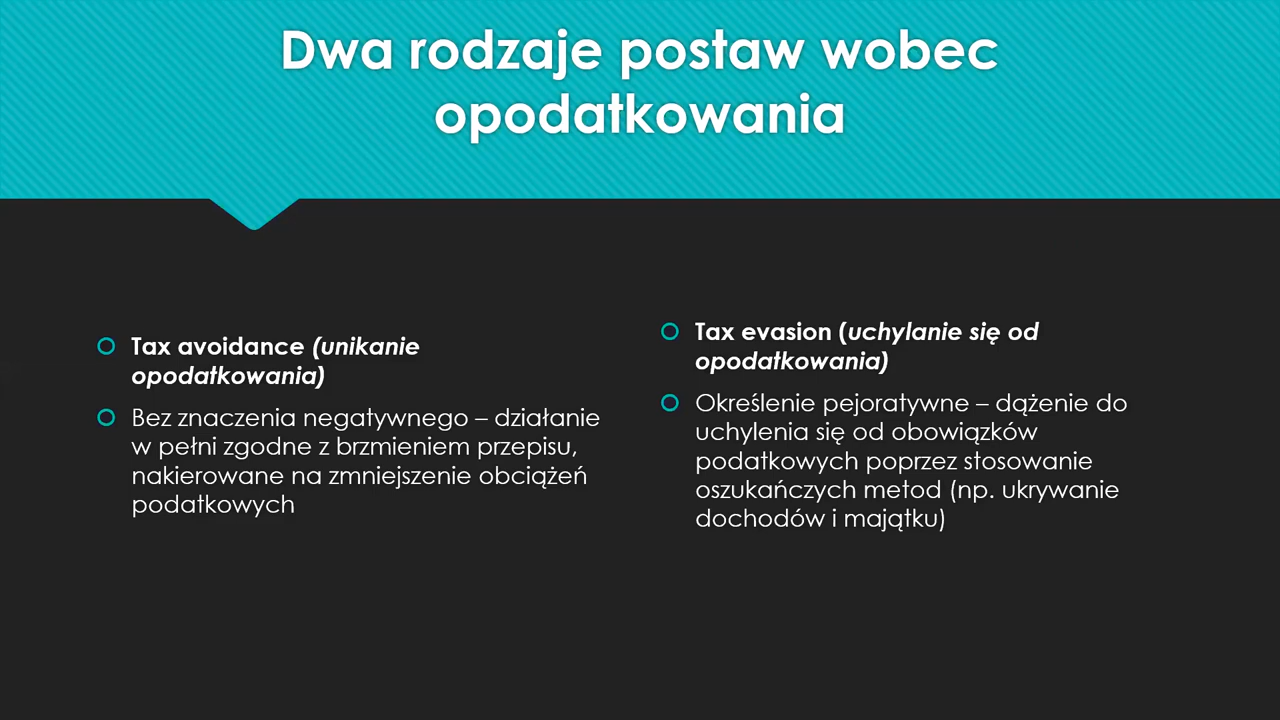 Dwa rodzaje postaw wobec
opodatkowania
Tax avoidance (unikanie
opodatkowania)
Bez znaczenia negatywnego – działanie
w pełni zgodne z brzmieniem przepisu,
nakierowane na zmniejszenie obciążeń
podatkowych
Tax evasion (uchylanie się od
opodatkowania)
Określenie pejoratywne – dążenie do
uchylenia się od obowiązków
podatkowych poprzez stosowanie
oszukańczych metod (np. ukrywanie
dochodów i majątku)